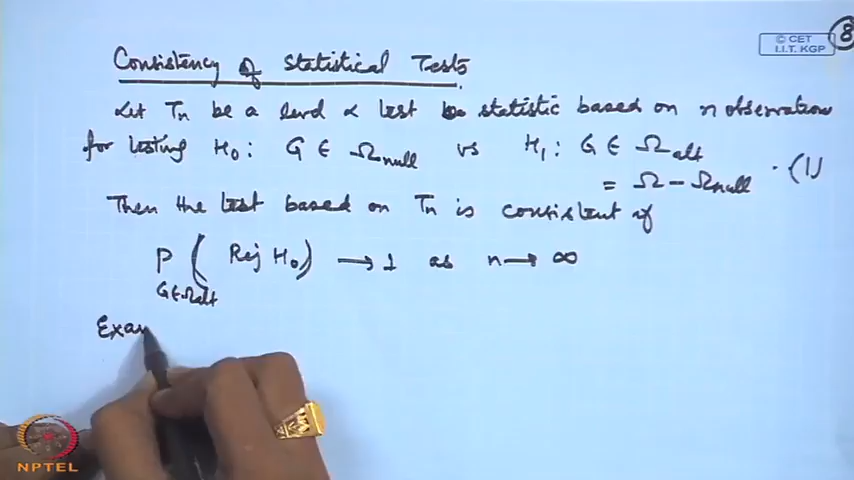 © CET
I.I.T. KGP
8
Consistency of Statistical Tests
Let Tn be a level α test statistic based on n observations
for testing H0 : G ∈ Ωnull vs H1 : G ∈ Ωalt
= Ω − Ωnull ... (1)
Then the test based on Tn is consistent if
P G∈Ωalt ( Rej H0 ) → 1 as n → ∞
Exam
NPTEL